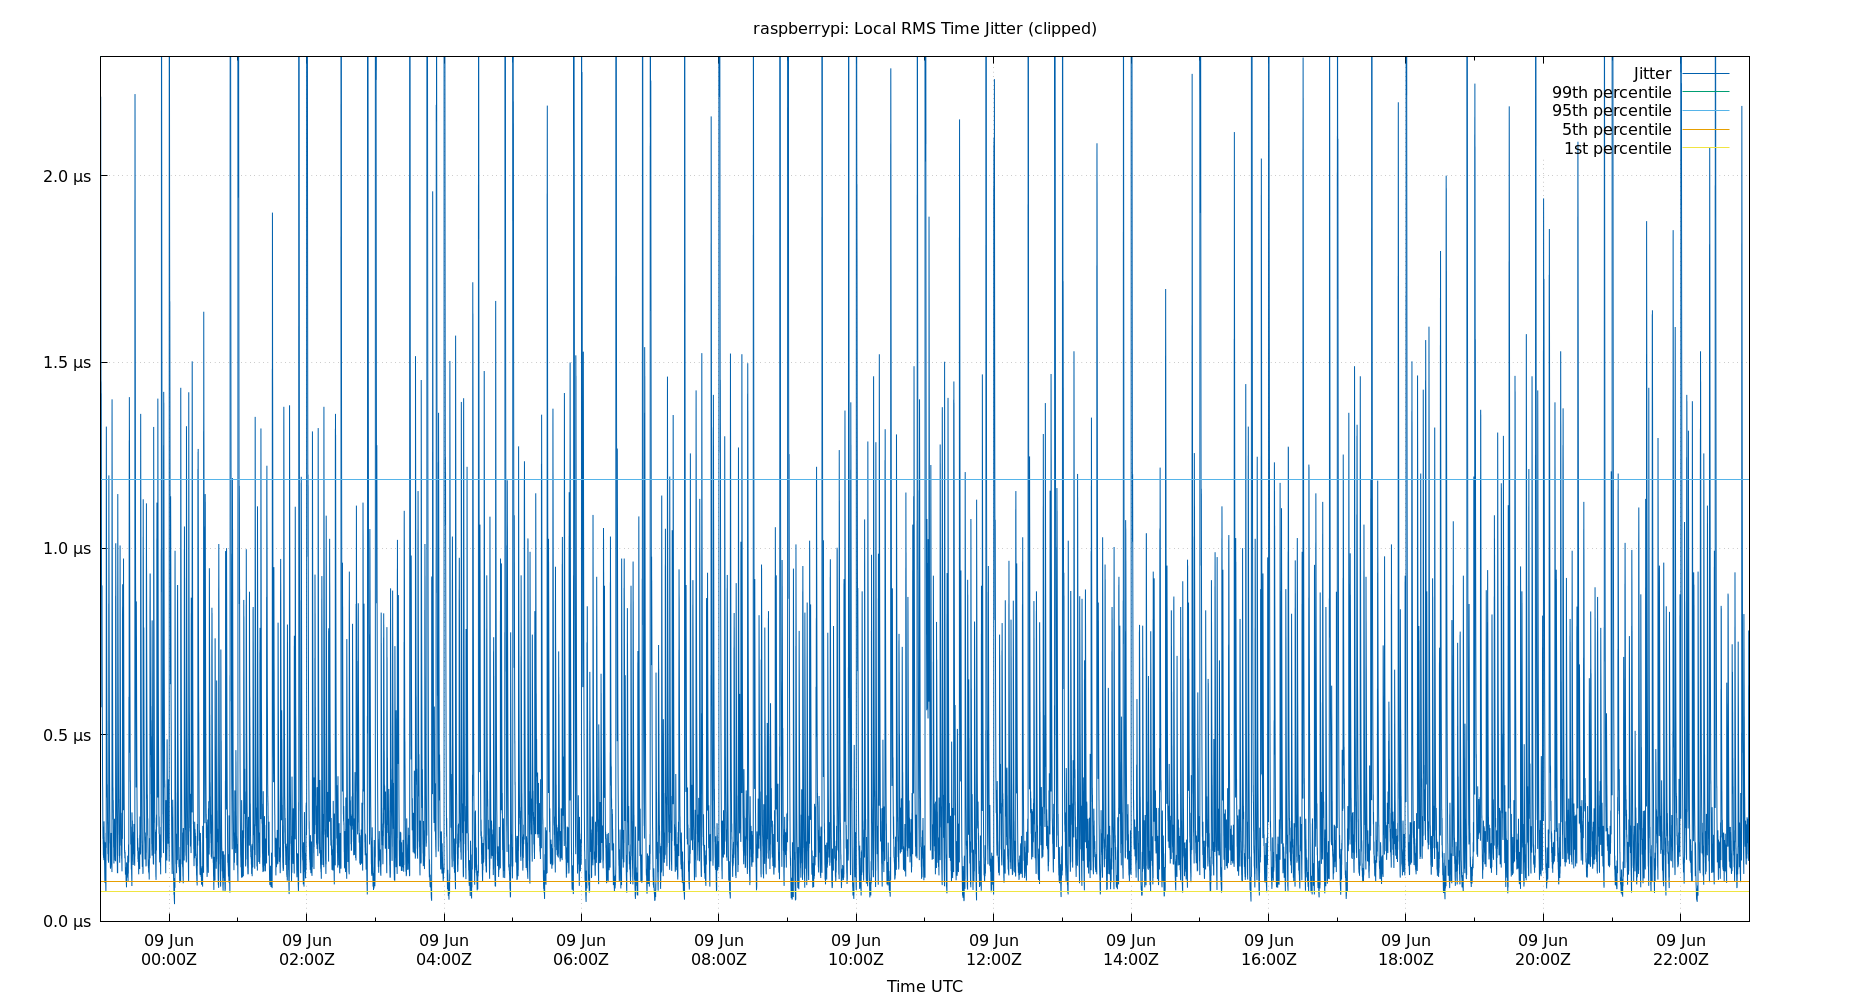 raspberrypi: Local RMS Time Jitter (clipped)
Jitter
99th percentile
95th percentile
5th percentile
1st percentile
2.0 μs
1.5 μs
1.0 μs
0.5 μs
0.0 μs
09 Jun 09 Jun 09 Jun 09 Jun 09 Jun 09 Jun 09 Jun 09 Jun 09 Jun 09 Jun 09 Jun 09 Jun
00:00Z 02:00Z 04:00Z 06:00Z 08:00Z 10:00Z 12:00Z 14:00Z 16:00Z 18:00Z 20:00Z 22:00Z
Time UTC